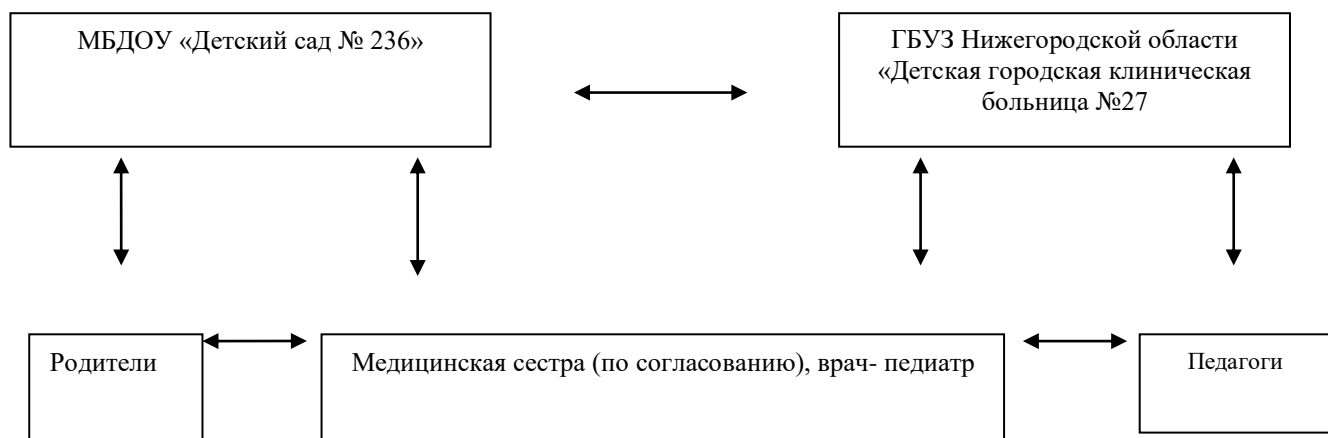 МБДОУ «Детский сад № 236»
ГБУЗ Нижегородской области
«Детская городская клиническая
больница №27
Родители
Медицинская сестра (по согласованию), врач- педиатр
Педагоги